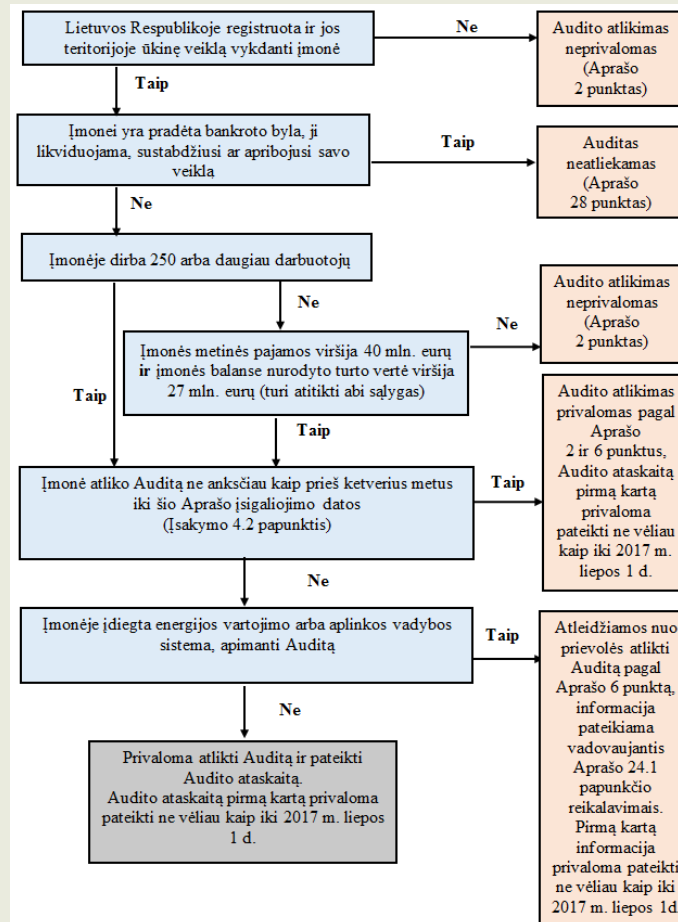 Lietuvos Respublikoje registruota ir jos
teritorijoje ūkinę veiklą vykdanti įmonė
Ne
Audito atlikimas
neprivalomas
(Aprašo
2 punktas)
Taip
Įmonei yra pradėta bankroto byla, ji
likviduojama, sustabdžiusi ar apribojusi savo
veiklą
Taip
Auditas
neatliekamas
(Aprašo
28 punktas)
Ne
Įmonėje dirba 250 arba daugiau darbuotojų
Ne
Įmonės metinės pajamos viršija 40 mln. eurų
ir įmonės balanse nurodyto turto vertė viršija
27 mln. eurų (turi atitikti abi sąlygas)
Ne
Audito atlikimas
neprivalomas
(Aprašo
2 punktas)
Taip
Taip
Įmonė atliko Auditą ne anksčiau kaip prieš ketverius metus
iki šio Aprašo įsigaliojimo datos
(Įsakymo 4.2 papunktis)
Taip
Audito atlikimas
privalomas pagal
Aprašo
2 ir 6 punktus,
Audito ataskaitą
pirmą kartą
privaloma
pateikti ne vėliau
kaip iki 2017 m.
liepos 1 d.
Ne
Įmonėje įdiegta energijos vartojimo arba aplinkos vadybos
sistema, apimanti Auditą
Taip
Atleidžiamos nuo
prievolės atlikti
Auditą pagal
Aprašo 6 punktą,
informacija
pateikiama
vadovaujantis
Aprašo 24.1
papunkčio
reikalavimais.
Pirmą kartą
informacija
privaloma pateikti
ne vėliau kaip iki
2017 m. liepos 1d.
Ne
Privaloma atlikti Auditą ir pateikti
Audito ataskaitą.
Audito ataskaitą pirmą kartą privaloma
pateikti ne vėliau kaip iki 2017 m. liepos
1 d.